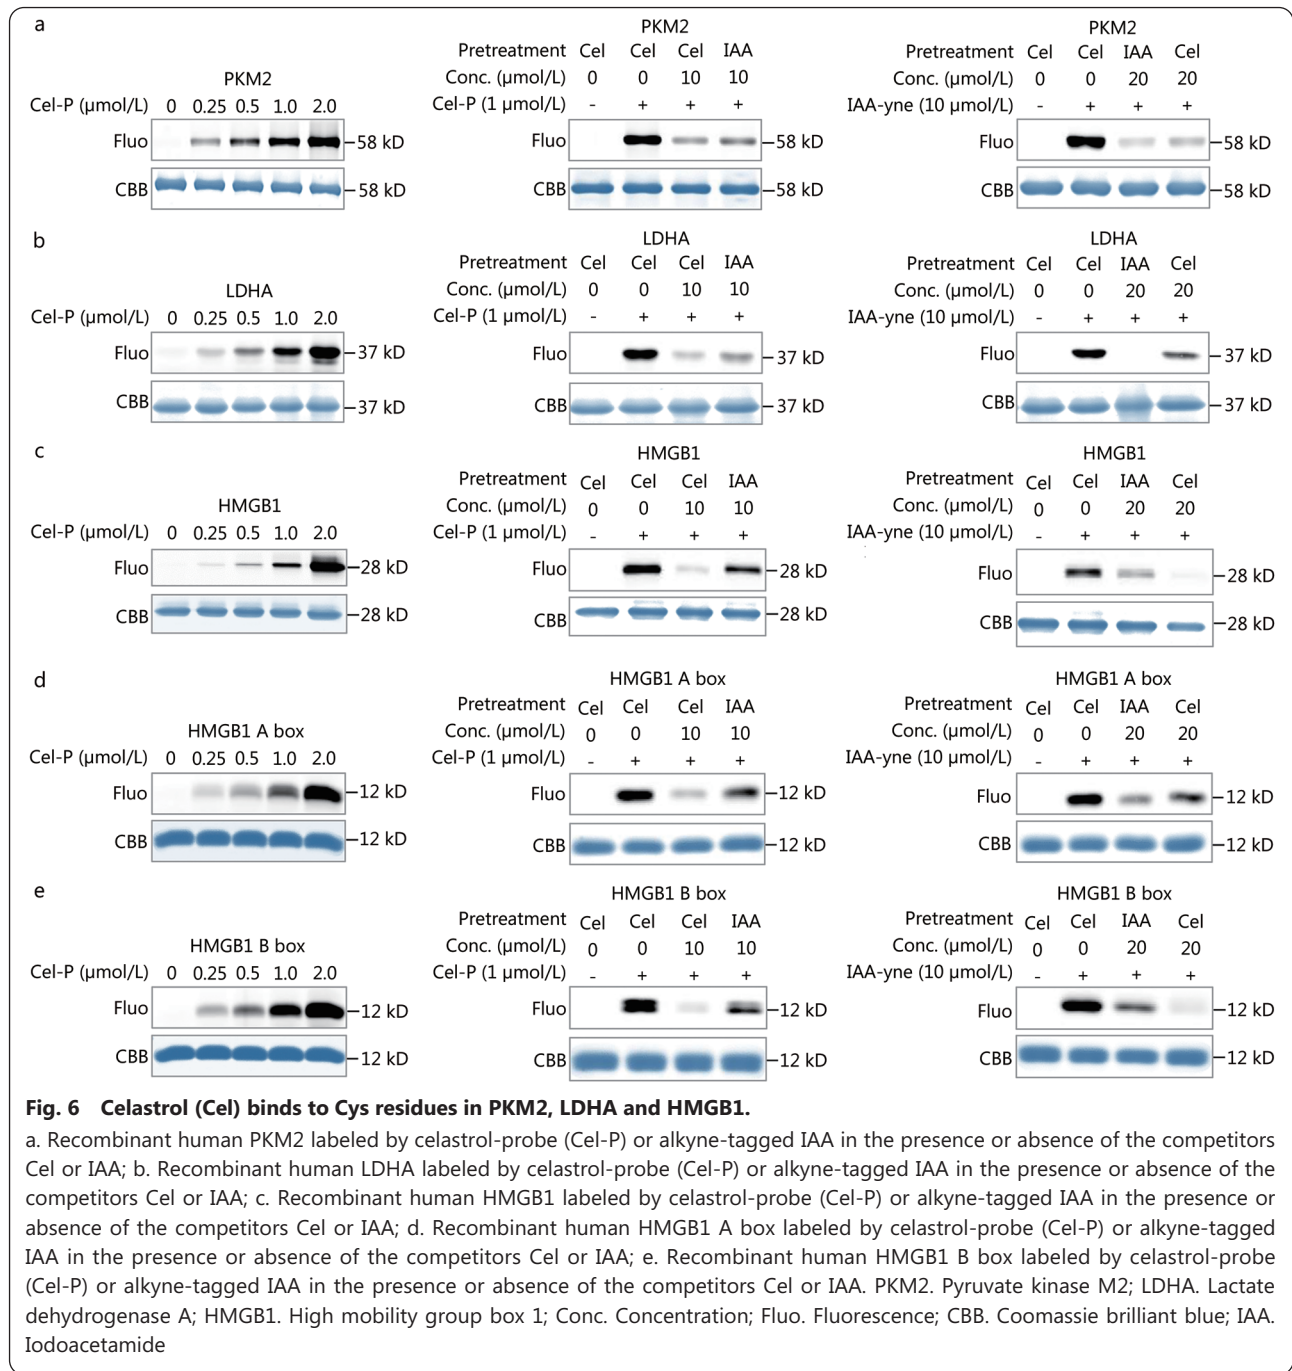 a
PKM2
Cel-P (μmol/L) 0 0.25 0.5 1.0 2.0
Fluo 58 kD
CBB 58 kD
PKM2
Pretreatment Cel Cel Cel IAA
Conc. (μmol/L) 0 0 10 10
Cel-P (1 μmol/L) - + + +
Fluo 58 kD
CBB 58 kD
PKM2
Pretreatment Cel Cel IAA Cel
Conc. (μmol/L) 0 0 20 20
IAA-yne (10 μmol/L) - + + +
Fluo 58 kD
CBB 58 kD
b
LDHA
Cel-P (μmol/L) 0 0.25 0.5 1.0 2.0
Fluo 37 kD
CBB 37 kD
LDHA
Pretreatment Cel Cel Cel IAA
Conc. (μmol/L) 0 0 10 10
Cel-P (1 μmol/L) - + + +
Fluo 37 kD
CBB 37 kD
LDHA
Pretreatment Cel Cel IAA Cel
Conc. (μmol/L) 0 0 20 20
IAA-yne (10 μmol/L) - + + +
Fluo 37 kD
CBB 37 kD
c
HMGB1
Cel-P (μmol/L) 0 0.25 0.5 1.0 2.0
Fluo 28 kD
CBB 28 kD
HMGB1
Pretreatment Cel Cel Cel IAA
Conc. (μmol/L) 0 0 10 10
Cel-P (1 μmol/L) - + + +
Fluo 28 kD
CBB 28 kD
HMGB1
Pretreatment Cel Cel IAA Cel
Conc. (μmol/L) 0 0 20 20
IAA-yne (10 μmol/L) - + + +
Fluo 28 kD
CBB 28 kD
d
HMGB1 A box
Cel-P (μmol/L) 0 0.25 0.5 1.0 2.0
Fluo 12 kD
CBB 12 kD
HMGB1 A box
Pretreatment Cel Cel Cel IAA
Conc. (μmol/L) 0 0 10 10
Cel-P (1 μmol/L) - + + +
Fluo 12 kD
CBB 12 kD
HMGB1 A box
Pretreatment Cel Cel IAA Cel
Conc. (μmol/L) 0 0 20 20
IAA-yne (10 μmol/L) - + + +
Fluo 12 kD
CBB 12 kD
e
HMGB1 B box
Cel-P (μmol/L) 0 0.25 0.5 1.0 2.0
Fluo 12 kD
CBB 12 kD
HMGB1 B box
Pretreatment Cel Cel Cel IAA
Conc. (μmol/L) 0 0 10 10
Cel-P (1 μmol/L) - + + +
Fluo 12 kD
CBB 12 kD
HMGB1 B box
Pretreatment Cel Cel IAA Cel
Conc. (μmol/L) 0 0 20 20
IAA-yne (10 μmol/L) - + + +
Fluo 12 kD
CBB 12 kD
Fig. 6 Celastrol (Cel) binds to Cys residues in PKM2, LDHA and HMGB1.
a. Recombinant human PKM2 labeled by celastrol-probe (Cel-P) or alkyne-tagged IAA in the presence or absence of the competitors
Cel or IAA; b. Recombinant human LDHA labeled by celastrol-probe (Cel-P) or alkyne-tagged IAA in the presence or absence of the
competitors Cel or IAA; c. Recombinant human HMGB1 labeled by celastrol-probe (Cel-P) or alkyne-tagged IAA in the presence or
absence of the competitors Cel or IAA; d. Recombinant human HMGB1 A box labeled by celastrol-probe (Cel-P) or alkyne-tagged
IAA in the presence or absence of the competitors Cel or IAA; e. Recombinant human HMGB1 B box labeled by celastrol-probe
(Cel-P) or alkyne-tagged IAA in the presence or absence of the competitors Cel or IAA. PKM2. Pyruvate kinase M2; LDHA. Lactate
dehydrogenase A; HMGB1. High mobility group box 1; Conc. Concentration; Fluo. Fluorescence; CBB. Coomassie brilliant blue; IAA.
Iodoacetamide